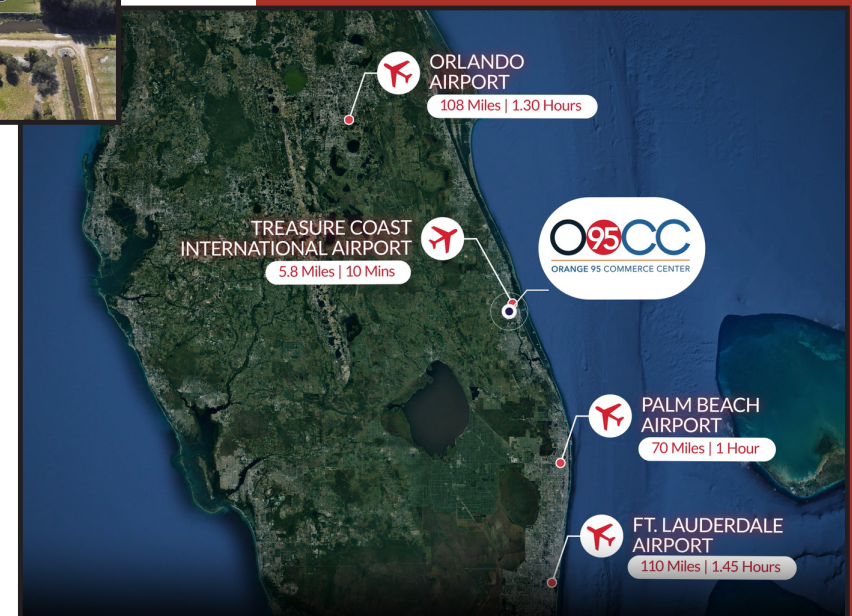 ORLANDO
AIRPORT
108 Miles | 1.30 Hours
TREASURE COAST
INTERNATIONAL AIRPORT
5.8 Miles | 10 Mins
O95CC
ORANGE 95 COMMERCE CENTER
PALM BEACH
AIRPORT
70 Miles | 1 Hour
FT. LAUDERDALE
AIRPORT
110 Miles | 1.45 Hours